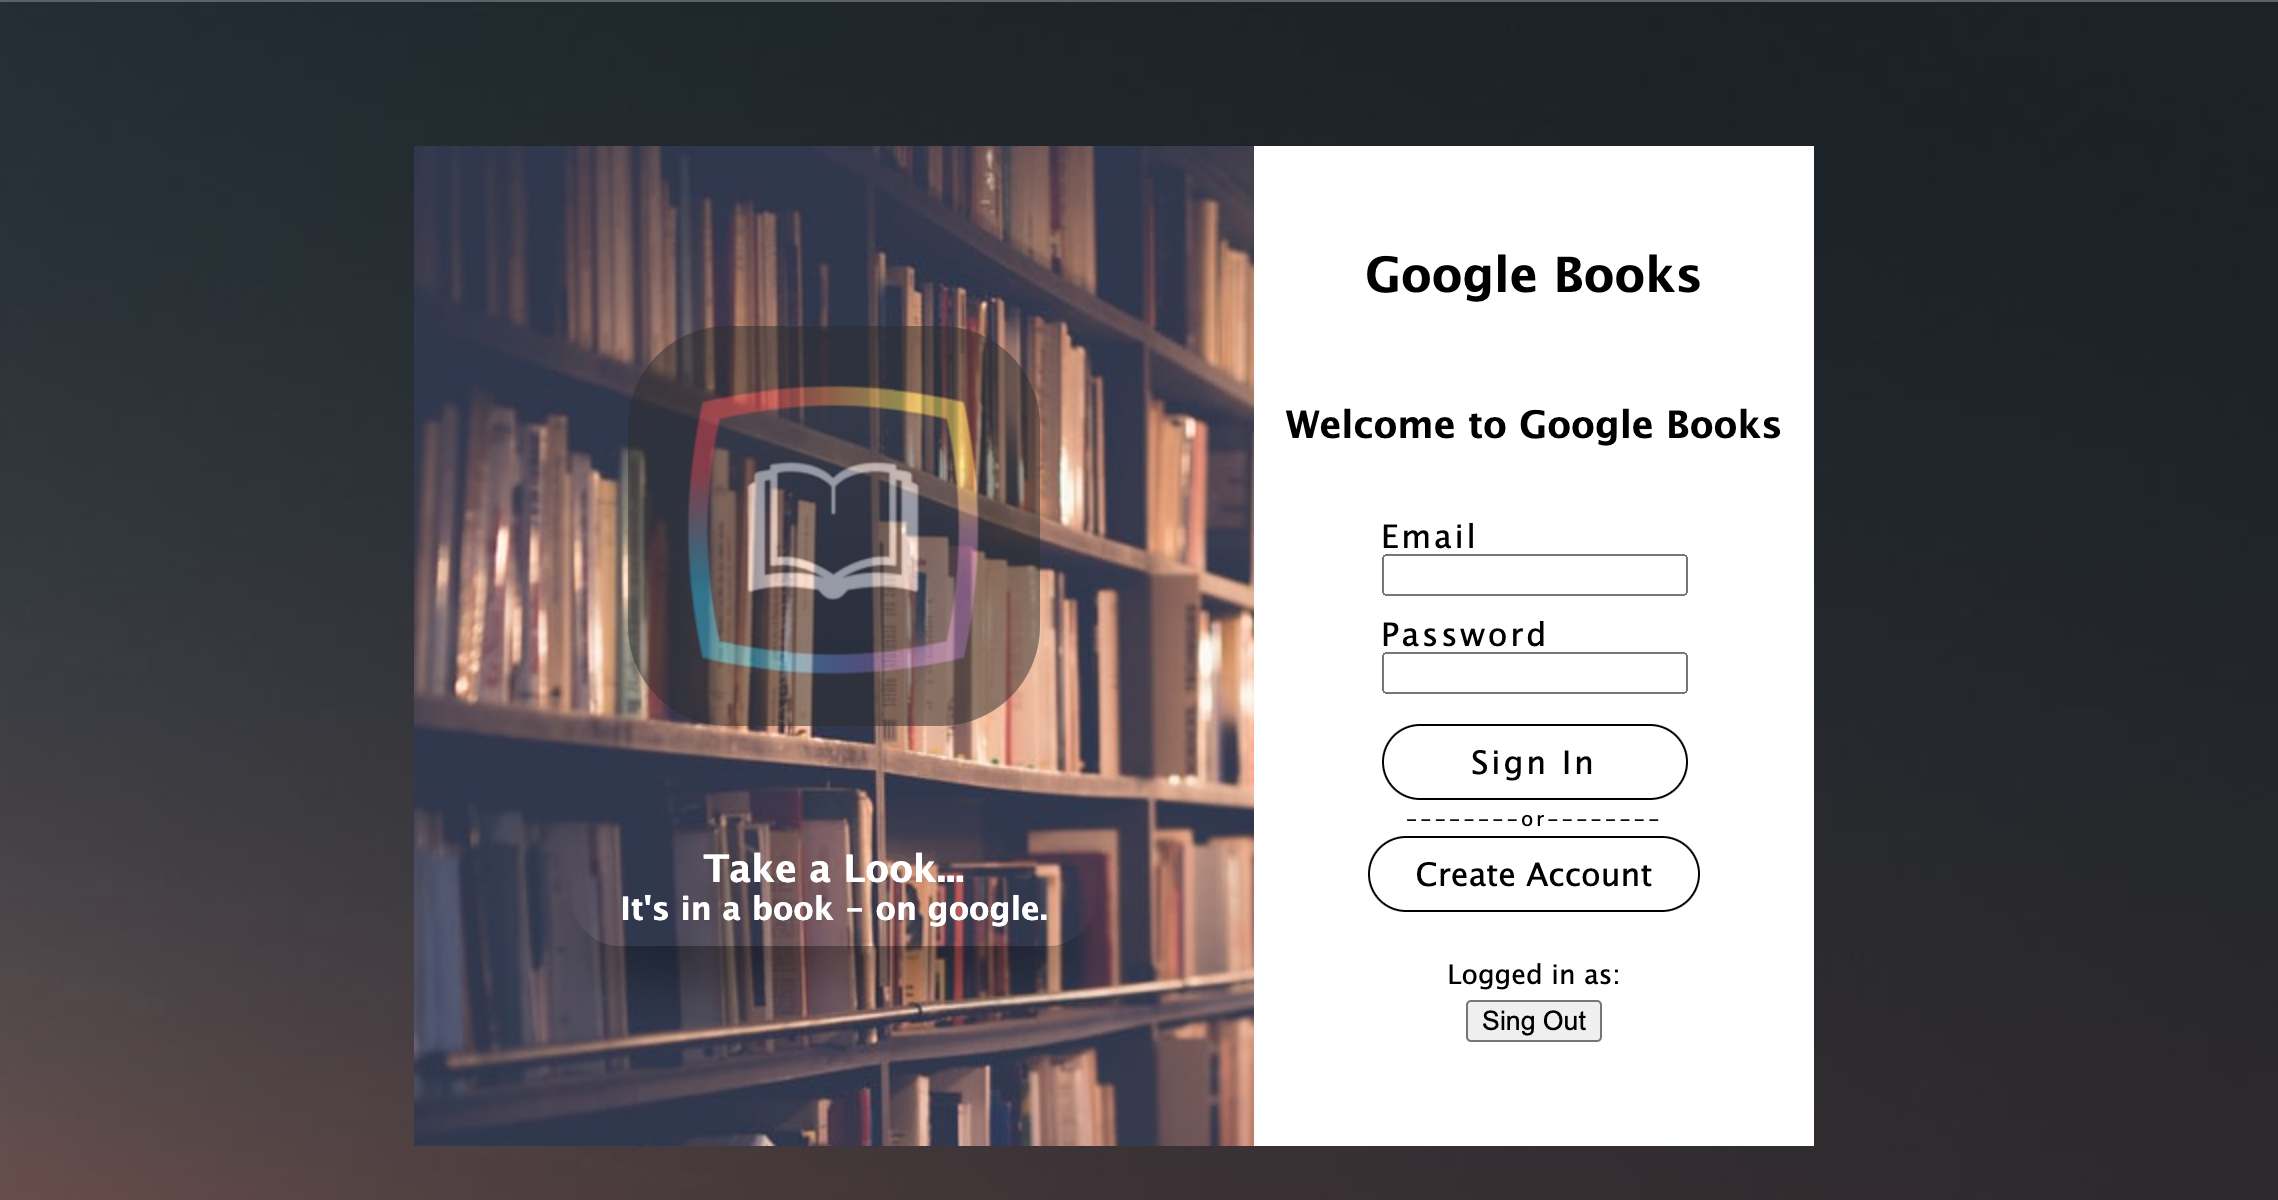 Google Books
Welcome to Google Books
Email
Password
Sign In
--------or--------
Create Account
Logged in as:
Sing Out
Take a Look...
It's in a book - on google.